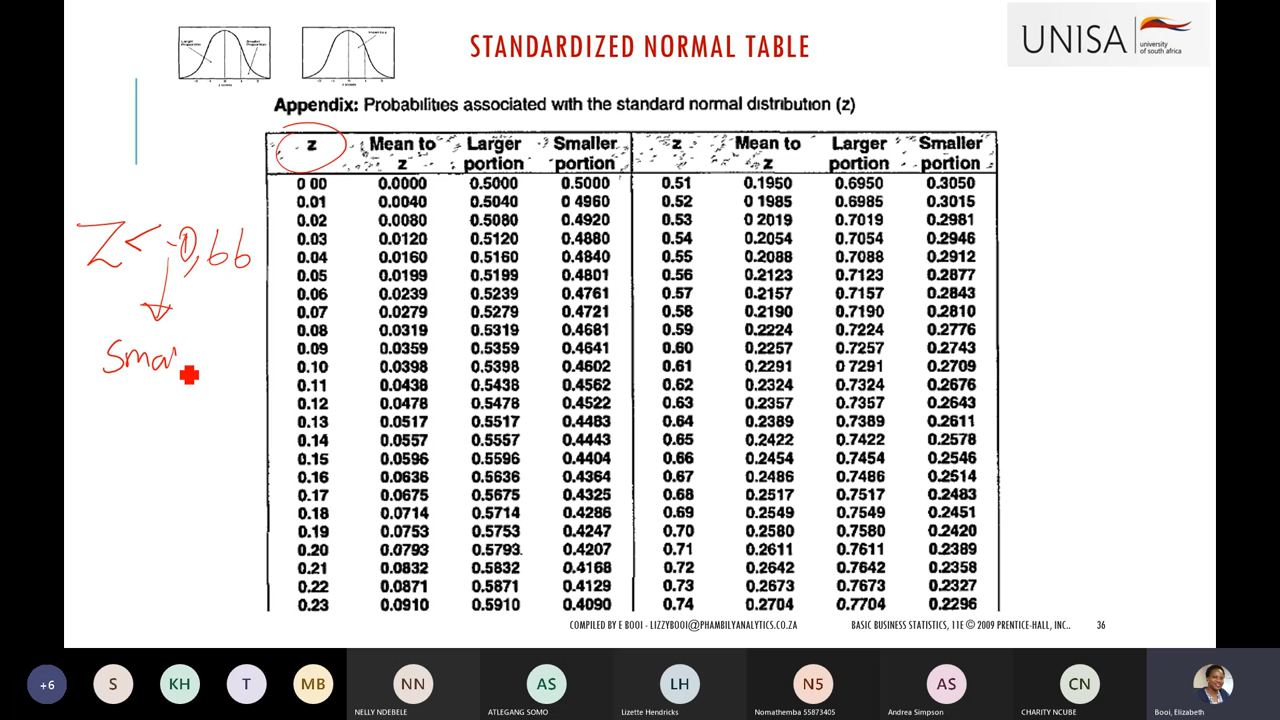 STANDARDIZED NORMAL TABLE
UNISA university of south africa
Appendix: Probabilities associated with the standard normal distribution (z)
z Mean to z Larger portion Smaller portion z Mean to z Larger portion Smaller portion
0 00 0.0000 0.5000 0.5000 0.51 0.1950 0.6950 0.3050
0.01 0.0040 0.5040 0 4960 0.52 0 1985 0.6985 0.3015
0.02 0.0080 0.5080 0.4920 0.53 0 2019 0.7019 0.2981
0.03 0.0120 0.5120 0.4880 0.54 0.2054 0.7054 0.2946
0.04 0.0160 0.5160 0.4840 0.55 0.2088 0.7088 0.2912
0.05 0.0199 0.5199 0.4801 0.56 0.2123 0.7123 0.2877
0.06 0.0239 0.5239 0.4761 0.57 0.2157 0.7157 0.2843
0.07 0.0279 0.5279 0.4721 0.58 0.2190 0.7190 0.2810
0.08 0.0319 0.5319 0.4681 0.59 0.2224 0.7224 0.2776
0.09 0.0359 0.5359 0.4641 0.60 0.2257 0.7257 0.2743
0.10 0.0398 0.5398 0.4602 0.61 0.2291 0 7291 0.2709
0.11 0.0438 0.5438 0.4562 0.62 0.2324 0.7324 0.2676
0.12 0.0478 0.5478 0.4522 0.63 0.2357 0.7357 0.2643
0.13 0.0517 0.5517 0.4483 0.64 0.2389 0.7389 0.2611
0.14 0.0557 0.5557 0.4443 0.65 0.2422 0.7422 0.2578
0.15 0.0596 0.5596 0.4404 0.66 0.2454 0.7454 0.2546
0.16 0.0636 0.5636 0.4364 0.67 0.2486 0.7486 0.2514
0.17 0.0675 0.5675 0.4325 0.68 0.2517 0.7517 0.2483
0.18 0.0714 0.5714 0.4286 0.69 0.2549 0.7549 0.2451
0.19 0.0753 0.5753 0.4247 0.70 0.2580 0.7580 0.2420
0.20 0.0793 0.5793 0.4207 0.71 0.2611 0.7611 0.2389
0.21 0.0832 0.5832 0.4168 0.72 0.2642 0.7642 0.2358
0.22 0.0871 0.5871 0.4129 0.73 0.2673 0.7673 0.2327
0.23 0.0910 0.5910 0.4090 0.74 0.2704 0.7704 0.2296
Z < -0,66
Smal
COMPILED BY E BOOI - LIZZYBOOI@PHAMBILYANALYTICS.CO.ZA BASIC BUSINESS STATISTICS, 11E © 2009 PRENTICE-HALL, INC.. 36
+6 S KH T MB NN AS LH N5 AS CN
NELLY NDEBELE ATLEGANG SOMO Lizette Hendricks Nomathemba 55873405 Andrea Simpson CHARITY NCUBE Booi, Elizabeth